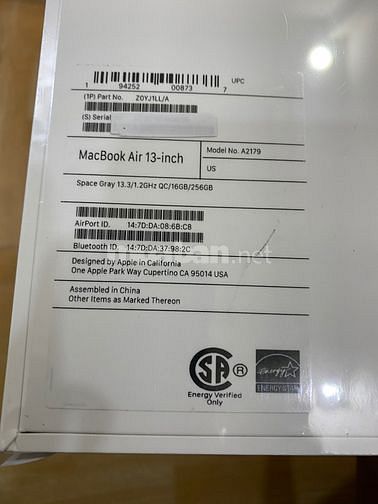 1 94252 00873 7 UPC
(1P) Part No. Z0YJ1LL/A
(S) Serial
MacBook Air 13-inch
Model No. A2179
US
Space Gray 13.3/1.2GHz QC/16GB/256GB
AirPort ID. 14:7D:DA:08:6B:C8
Bluetooth ID. 14:7D:DA:37:98:2C
Designed by Apple in California
One Apple Park Way Cupertino CA 95014 USA
Assembled in China
Other Items as Marked Thereon
SA ®
Energy Verified
Only
energy
ENERGY STAR